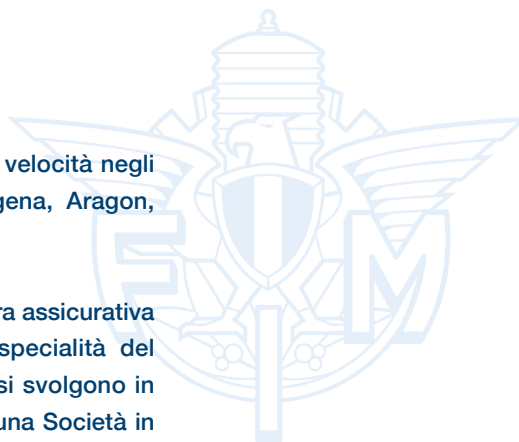 velocità negli
gena, Aragon,
ra assicurativa
specialità del
si svolgono in
una Società in
F M